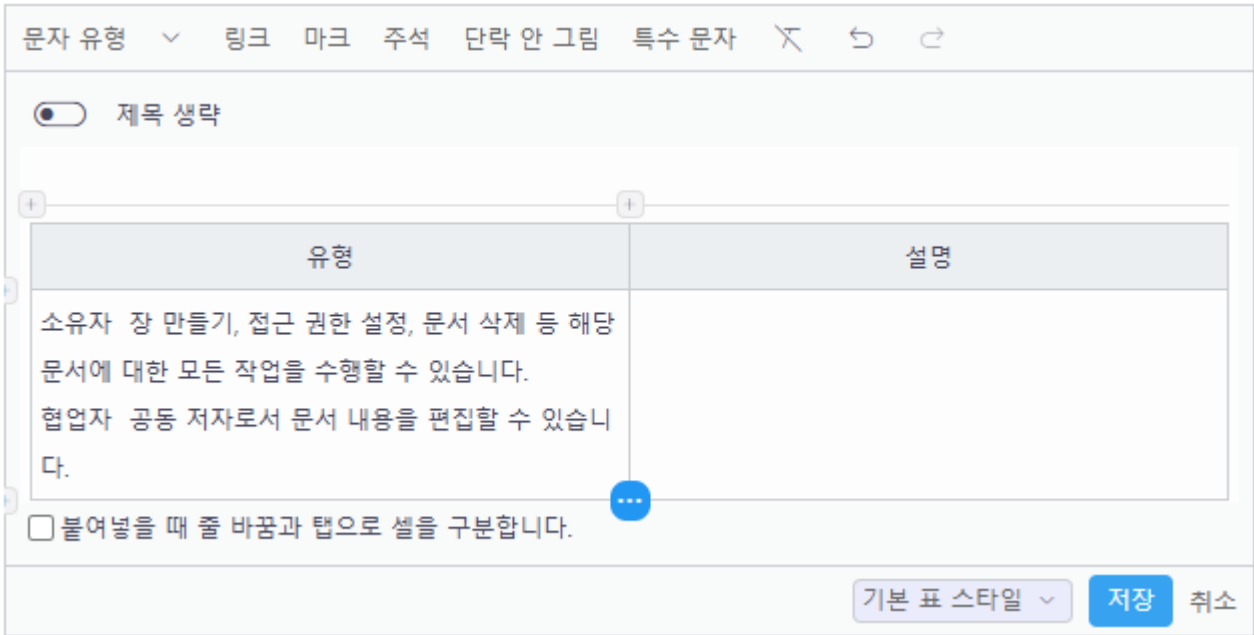 문자 유형 링크 마크 주석 단락 안 그림 특수 문자
제목 생략
유형 설명
소유자 장 만들기, 접근 권한 설정, 문서 삭제 등 해당
문서에 대한 모든 작업을 수행할 수 있습니다.
협업자 공동 저자로서 문서 내용을 편집할 수 있습니
다.
붙여넣을 때 줄 바꿈과 탭으로 셀을 구분합니다.
기본 표 스타일 저장 취소